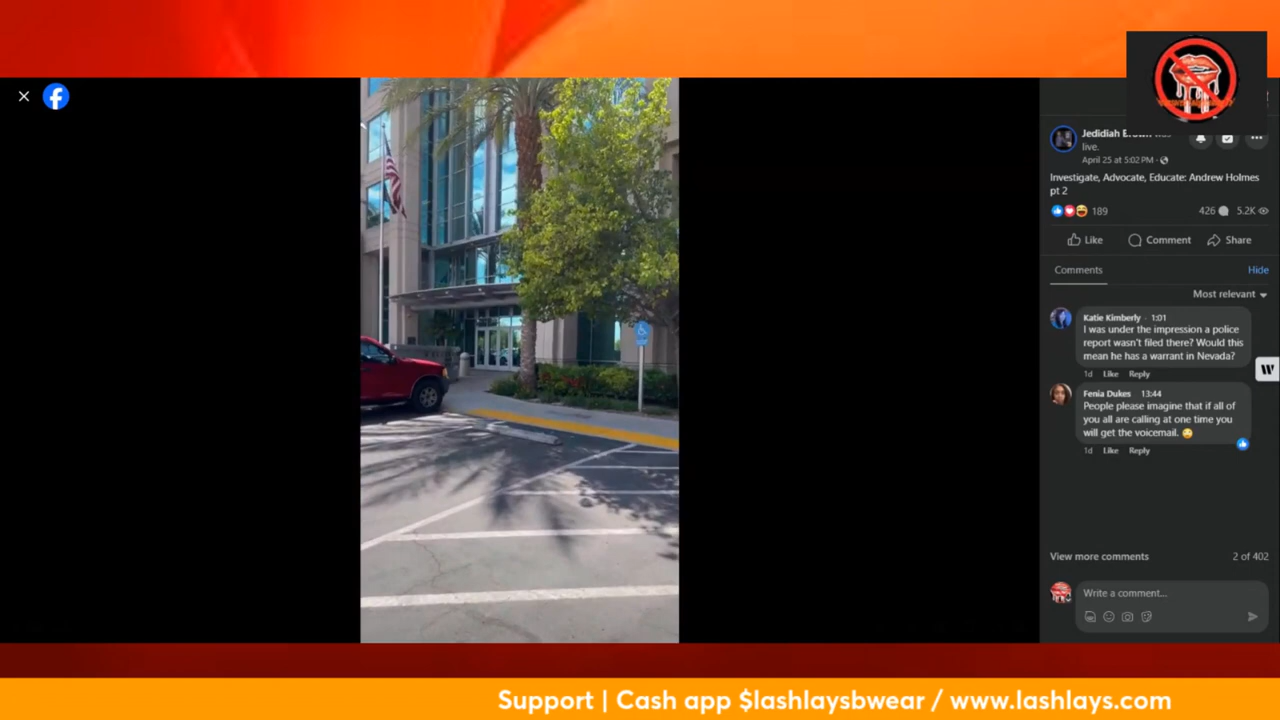 Jedidiah Brown was
live.
April 25 at 5:02 PM ·
Investigate, Advocate, Educate: Andrew Holmes
pt 2
189
426
5.2K
Like
Comment
Share
Comments
Hide
Most relevant
Katie Kimberly · 1:01
I was under the impression a police
report wasn't filed there? Would this
mean he has a warrant in Nevada?
1d Like Reply
W
Fenia Dukes 13:44
People please imagine that if all of
you all are calling at one time you
will get the voicemail.
1d Like Reply
View more comments
2 of 402
Write a comment...
Support | Cash app $lashlaysbwear / www.lashlays.com